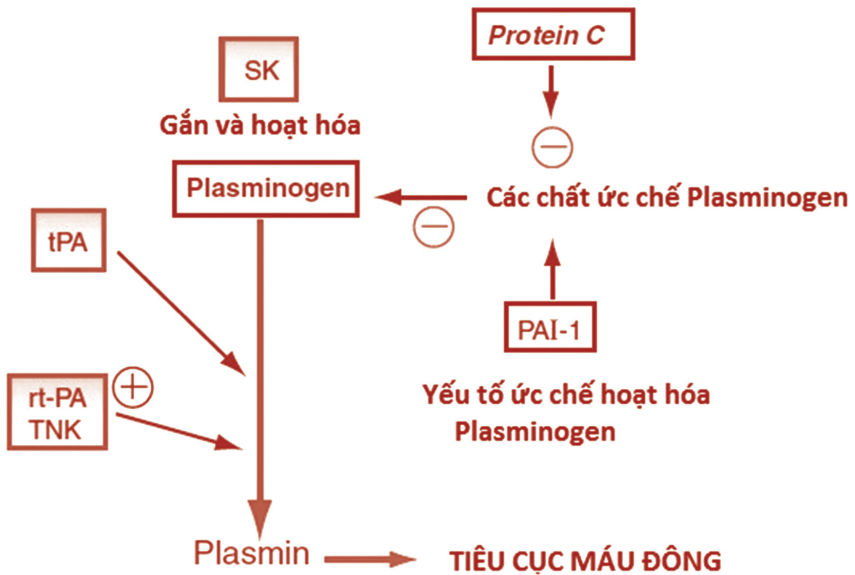 Protein C
SK
Gắn và hoạt hóa
−
Plasminogen
Các chất ức chế Plasminogen
−
tPA
PAI-1
+
rt-PA
TNK
Yếu tố ức chế hoạt hóa
Plasminogen
Plasmin
TIÊU CỤC MÁU ĐÔNG